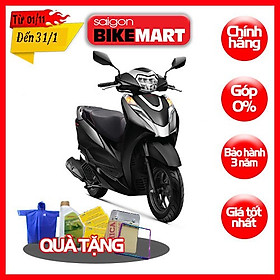 Từ 01/11
Đến 31/1
saigon
BIKEMART
Chính
hãng
Góp
0%
Bảo hành
3 năm
Giá tốt
nhất
QUÀ TẶNG